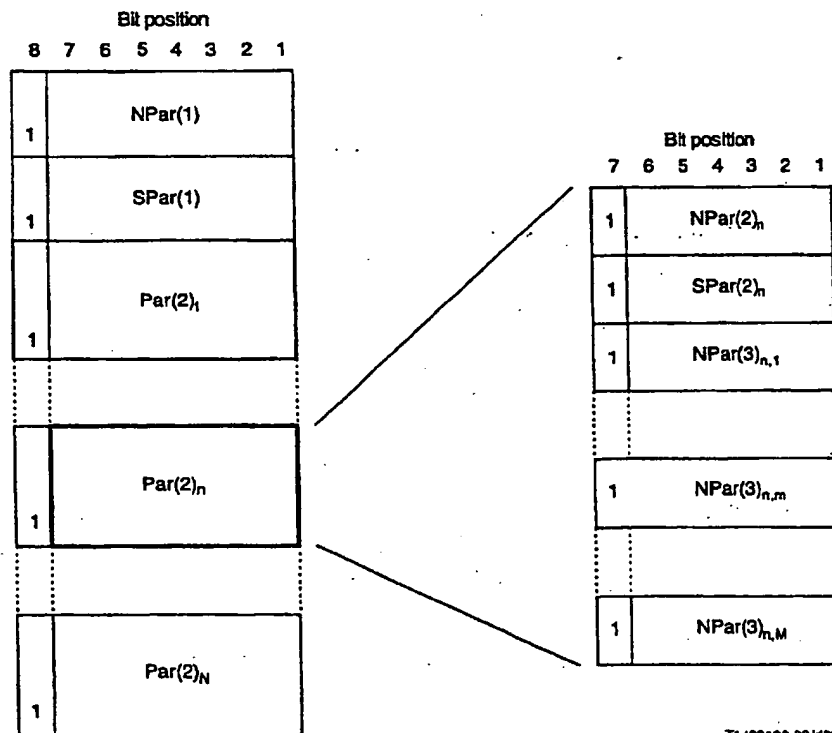 Bit position
8 7 6 5 4 3 2 1
NPar(1)
1
SPar(1)
1
Par(2)₁
1
Par(2)ₙ
1
Par(2)N
1
Bit position
7 6 5 4 3 2 1
1 NPar(2)ₙ
1 SPar(2)ₙ
1 NPar(3)n,1
1 NPar(3)n,m
1 NPar(3)n,M